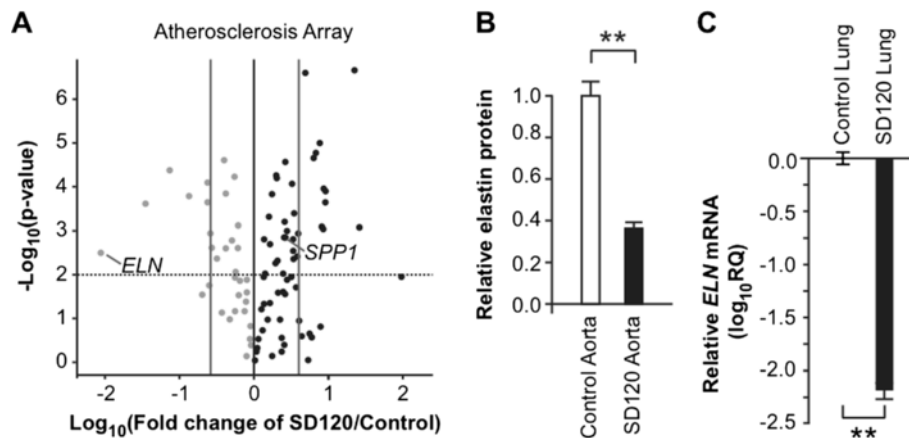 A
Atherosclerosis Array
-Log10(p-value)
6
5
4
3
2
1
0
ELN
SPP1
-2
-1
0
1
2
Log10(Fold change of SD120/Control)
B
**
Relative elastin protein
1.0
0.8
0.6
0.4
0.2
0.0
Control Aorta
SD120 Aorta
C
Control Lung
SD120 Lung
Relative ELN mRNA
(log10RQ)
0.0
-0.5
-1.0
-1.5
-2.0
-2.5
**